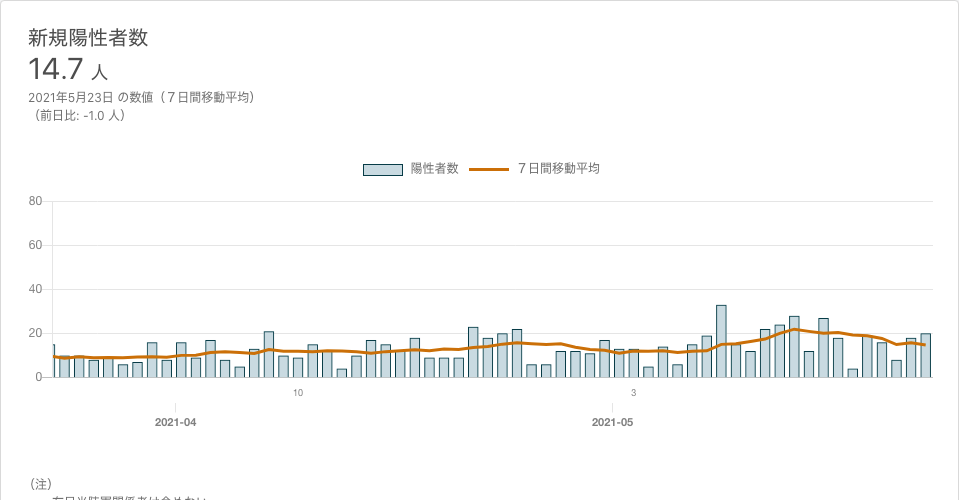 新規陽性者数
14.7 人
2021年5月23日 の数値（７日間移動平均）
（前日比: -1.0 人）
陽性者数 ７日間移動平均
80
60
40
20
0
10 3
2021-04 2021-05
（注）